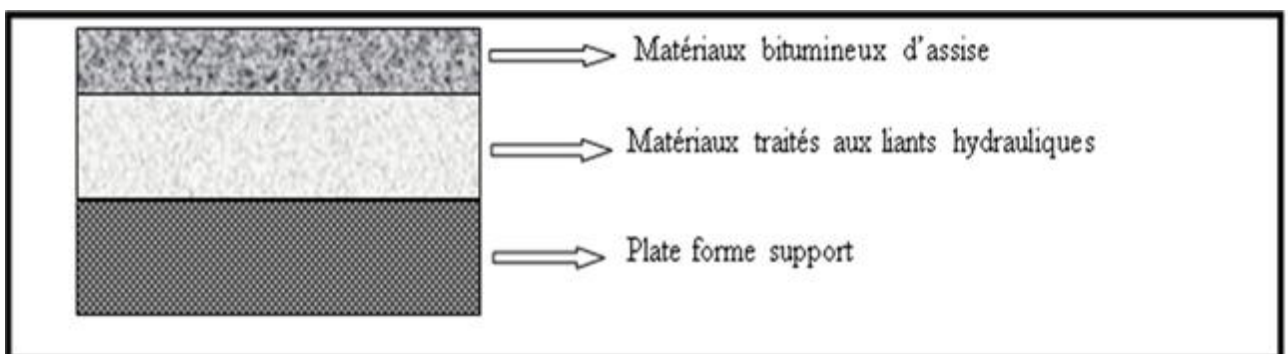 Matériaux bitumineux d'assise
Matériaux traités aux liants hydrauliques
Plate forme support